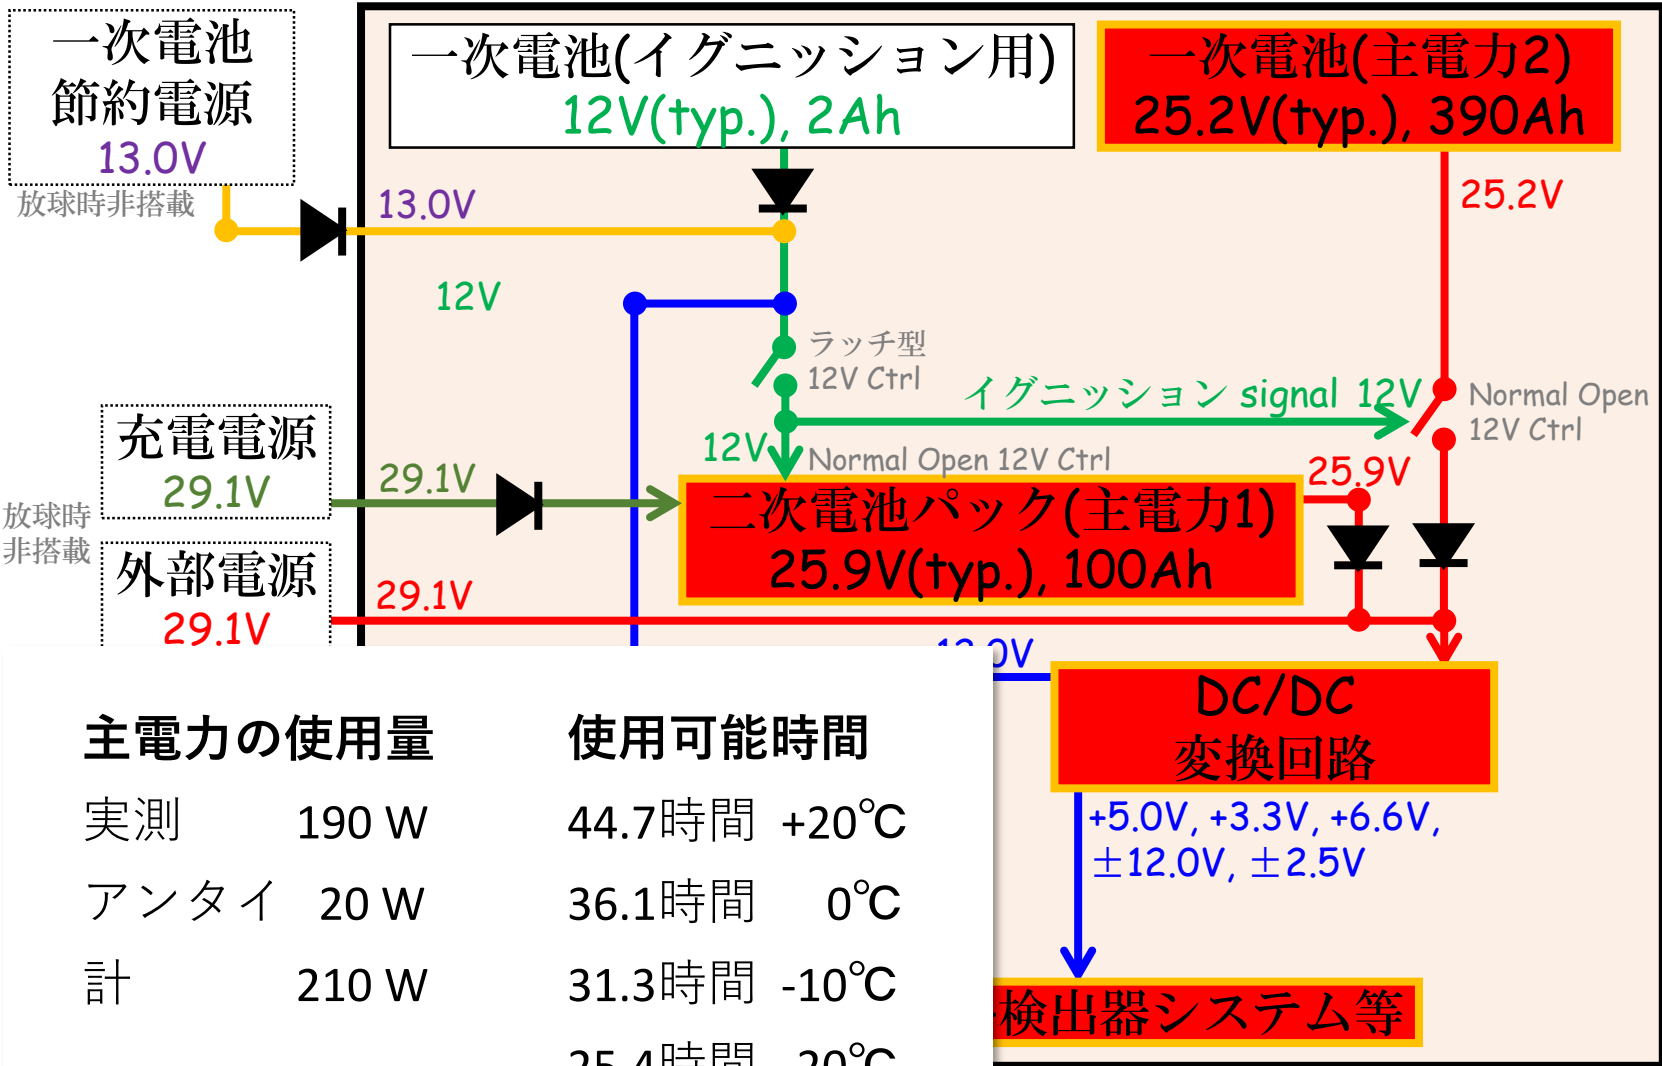 一次電池
節約電源
13.0V
放球時非搭載
一次電池(イグニッション用)
12V(typ.), 2Ah
一次電池(主電力2)
25.2V(typ.), 390Ah
13.0V
25.2V
12V
ラッチ型
12V Ctrl
イグニッション signal 12V
Normal Open
12V Ctrl
12V
Normal Open 12V Ctrl
充電電源
29.1V
29.1V
放球時
非搭載
二次電池パック(主電力1)
25.9V(typ.), 100Ah
25.9V
外部電源
29.1V
29.1V
DC/DC
変換回路
+5.0V, +3.3V, +6.6V,
±12.0V, ±2.5V
検出器システム等
主電力の使用量 使用可能時間
実測 190 W 44.7時間 +20℃
アンタイ 20 W 36.1時間 0℃
計 210 W 31.3時間 -10℃